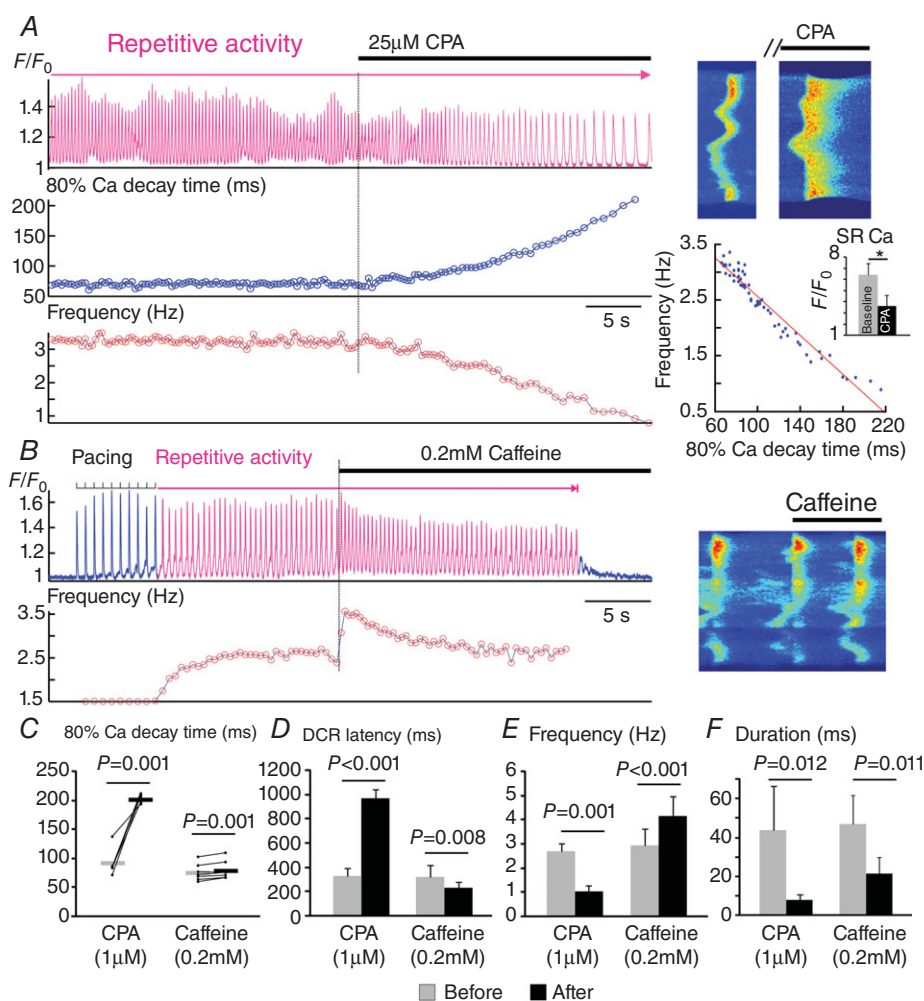 A
Repetitive activity
25µM CPA
F/F0
1.4
1.2
1
80% Ca decay time (ms)
200
150
100
50
Frequency (Hz)
5 s
3
2
1
// CPA
3.5
2.5
1.5
0.5
Frequency (Hz)
60 100 140 180 220
80% Ca decay time (ms)
SR Ca
8
*
F/F0
1
Baseline
CPA
B
Pacing
Repetitive activity
0.2mM Caffeine
F/F0
1.6
1.4
1.2
1
Frequency (Hz)
5 s
3.5
2.5
1.5
Caffeine
C 80% Ca decay time (ms)
P=0.001
P=0.001
250
200
150
100
50
0
CPA Caffeine
(1µM) (0.2mM)
D DCR latency (ms)
P<0.001
P=0.008
1200
1000
800
600
400
200
0
CPA Caffeine
(1µM) (0.2mM)
E Frequency (Hz)
P<0.001
P=0.001
6
5
4
3
2
1
0
CPA Caffeine
(1µM) (0.2mM)
F Duration (ms)
P=0.012 P=0.011
60
40
20
0
CPA Caffeine
(1µM) (0.2mM)
Before After